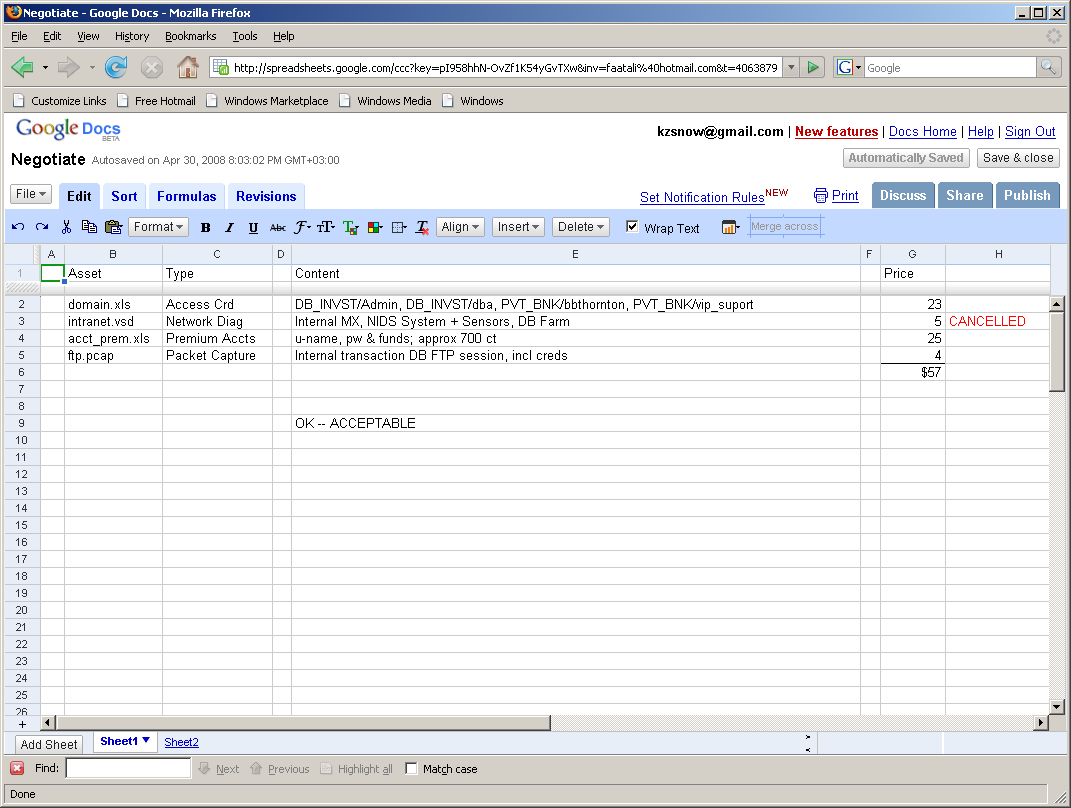 Negotiate - Google Docs - Mozilla Firefox
File Edit View History Bookmarks Tools Help
http://spreadsheets.google.com/ccc?key=pI958hhN-OvZf1K54yGvTXw&inv=faatali%40hotmail.com&t=4063879 G Google
Customize Links Free Hotmail Windows Marketplace Windows Media Windows
Google Docs
BETA
kzsnow@gmail.com | New features | Docs Home | Help | Sign Out
Negotiate Autosaved on Apr 30, 2008 8:03:02 PM GMT+03:00 Automatically Saved Save & close
File Edit Sort Formulas Revisions Set Notification Rules NEW Print Discuss Share Publish
Format B I U Abc F T T T Align Insert Delete Wrap Text Merge across
A B C D E F G H
1 Asset Type Content Price
2 domain.xls Access Crd DB_INVST/Admin, DB_INVST/dba, PVT_BNK/bbthornton, PVT_BNK/vip_suport 23
3 intranet.vsd Network Diag Internal MX, NIDS System + Sensors, DB Farm 5 CANCELLED
4 acct_prem.xls Premium Accts u-name, pw & funds; approx 700 ct 25
5 ftp.pcap Packet Capture Internal transaction DB FTP session, incl creds 4
6 $57
7
8
9 OK -- ACCEPTABLE
10
11
12
13
14
15
16
17
18
19
20
21
22
23
24
25
26
+
Add Sheet Sheet1 Sheet2
Find: Next Previous Highlight all Match case
Done